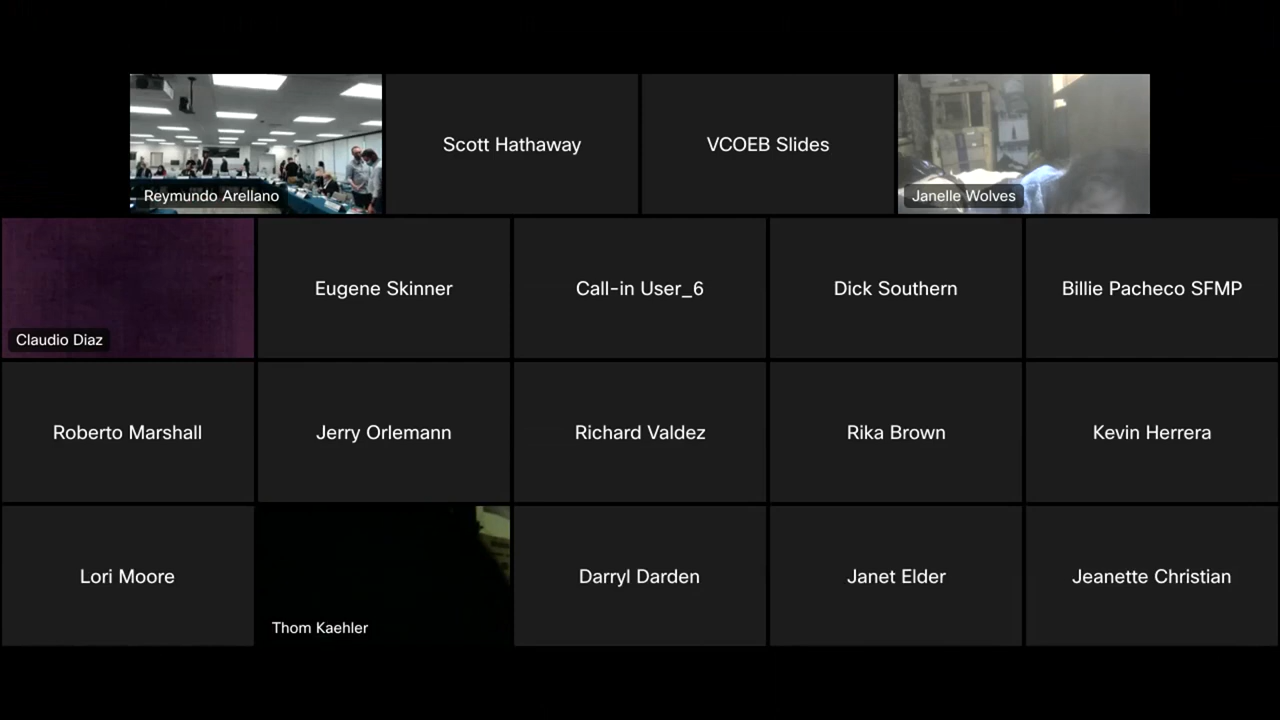 Reymundo Arellano
Scott Hathaway
VCOEB Slides
Janelle Wolves
Claudio Diaz
Eugene Skinner
Call-in User_6
Dick Southern
Billie Pacheco SFMP
Roberto Marshall
Jerry Orlemann
Richard Valdez
Rika Brown
Kevin Herrera
Lori Moore
Thom Kaehler
Darryl Darden
Janet Elder
Jeanette Christian